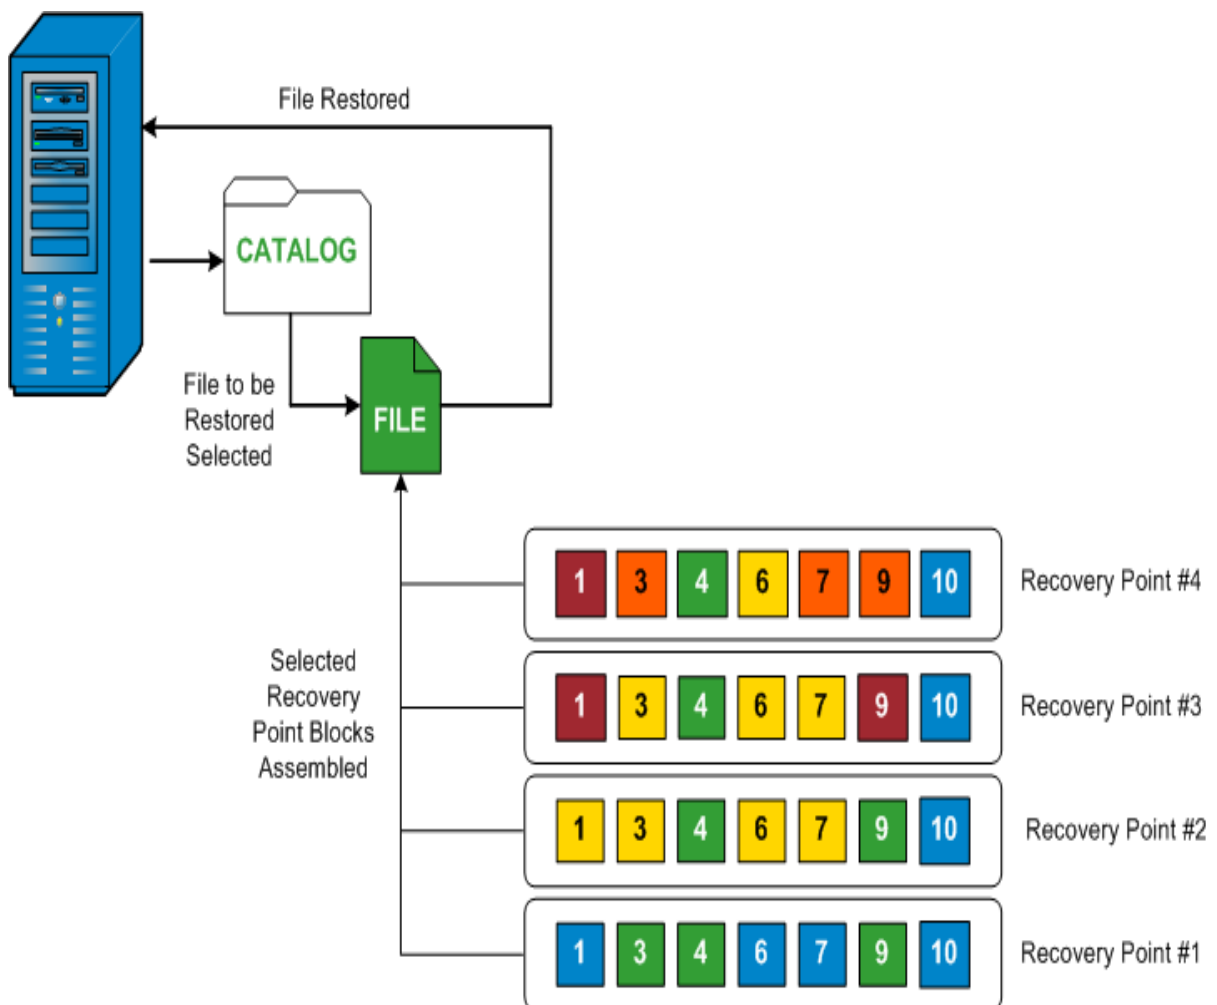 File Restored
CATALOG
File to be
Restored
Selected
FILE
1 3 4 6 7 9 10
Recovery Point #4
Selected
Recovery
Point Blocks
Assembled
1 3 4 6 7 9 10
Recovery Point #3
1 3 4 6 7 9 10
Recovery Point #2
1 3 4 6 7 9 10
Recovery Point #1